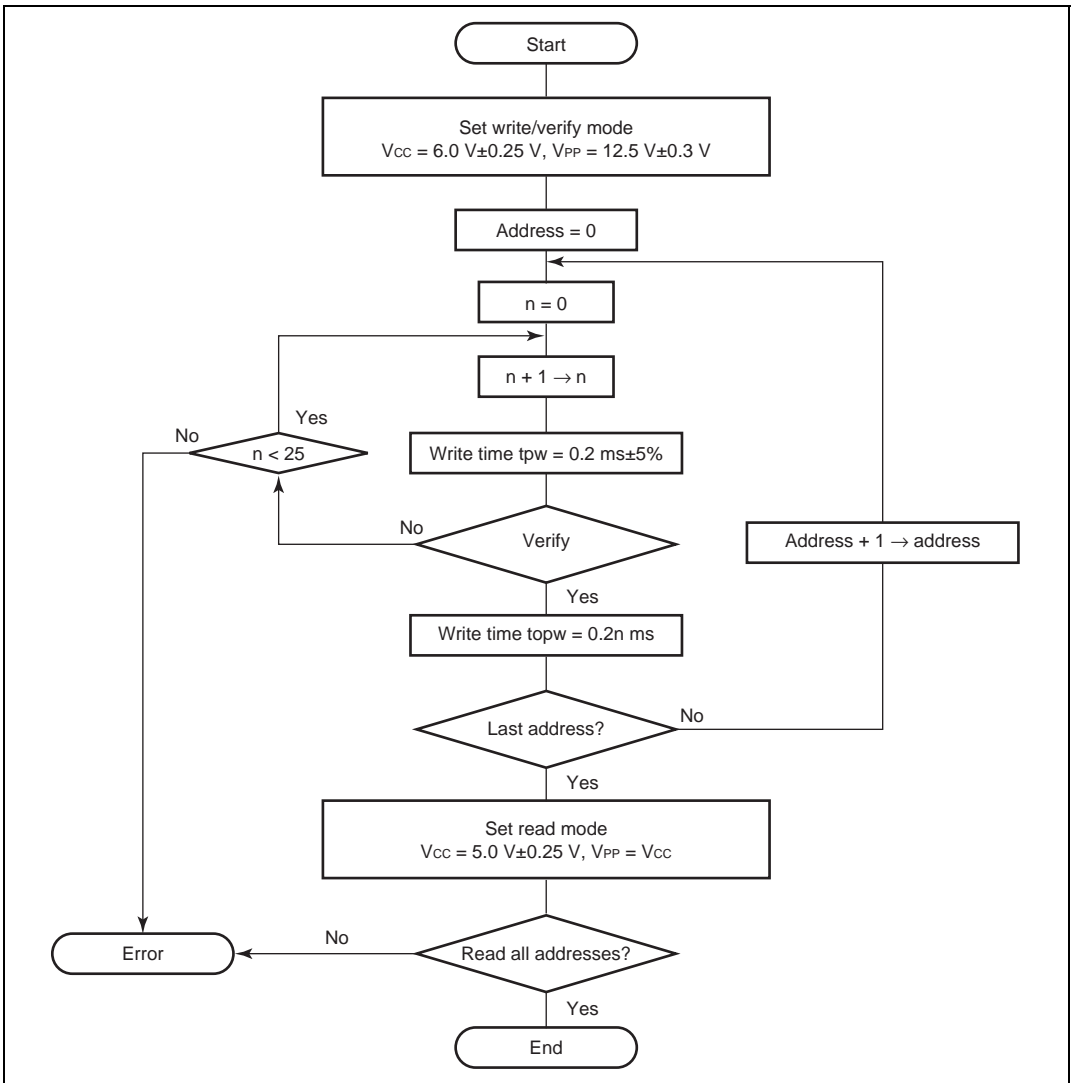 Start
Set write/verify mode
VCC = 6.0 V±0.25 V, VPP = 12.5 V±0.3 V
Address = 0
n = 0
n + 1 → n
Yes
No
n < 25
Write time tpw = 0.2 ms±5%
No
Verify
Address + 1 → address
Yes
Write time topw = 0.2n ms
Last address?
No
Yes
Set read mode
VCC = 5.0 V±0.25 V, VPP = VCC
Error
No
Read all addresses?
Yes
End